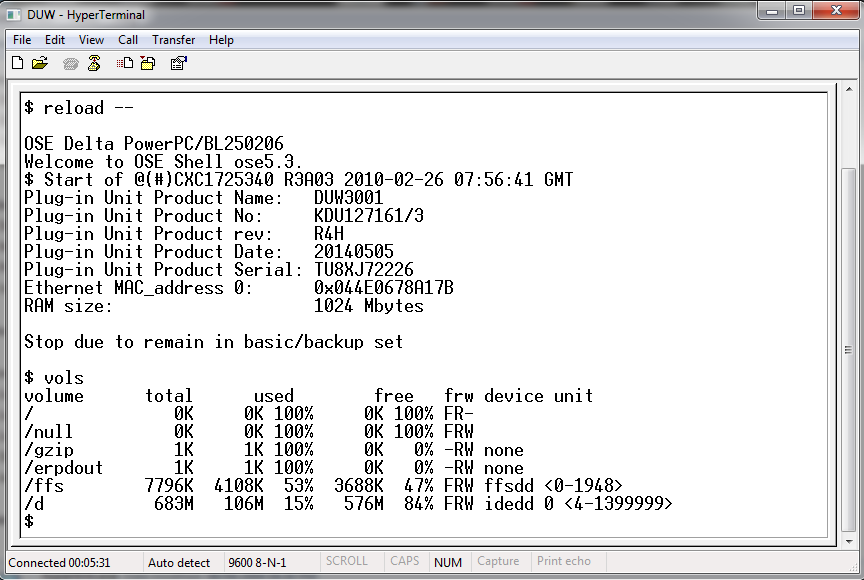 DUW - HyperTerminal
File Edit View Call Transfer Help
$ reload --
OSE Delta PowerPC/BL250206
Welcome to OSE Shell ose5.3.
$ Start of @(#)CXC1725340 R3A03 2010-02-26 07:56:41 GMT
Plug-in Unit Product Name:   DUW3001
Plug-in Unit Product No:     KDU127161/3
Plug-in Unit Product rev:    R4H
Plug-in Unit Product Date:   20140505
Plug-in Unit Product Serial: TU8XJ72226
Ethernet MAC_address 0:      0x044E0678A17B
RAM size:                    1024 Mbytes
Stop due to remain in basic/backup set
$ vols
volume      total      used        free   frw device unit
/              0K     0K 100%     0K 100% FR-
/null          0K     0K 100%     0K 100% FRW
/gzip          1K     1K 100%     0K   0% -RW none
/erpdout       1K     1K 100%     0K   0% -RW none
/ffs        7796K  4108K  53%  3688K  47% FRW ffsdd <0-1948>
/d           683M   106M  15%   576M  84% FRW idedd 0 <4-1399999>
$
Connected 00:05:31 Auto detect 9600 8-N-1 SCROLL CAPS NUM Capture Print echo